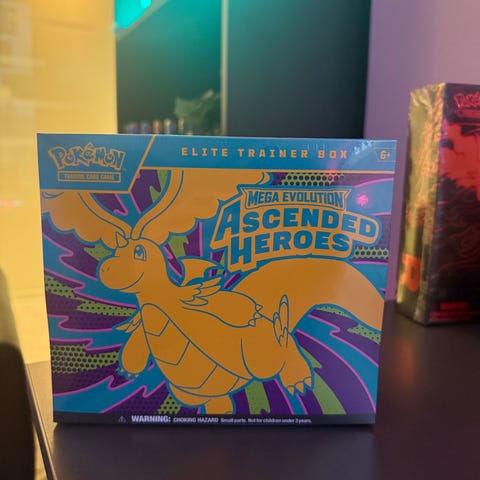 POKÉMON
TRADING CARD GAME
ELITE TRAINER BOX
6+
MEGA EVOLUTION
ASCENDED
HEROES
WARNING: CHOKING HAZARD Small parts. Not for children under 3 years.